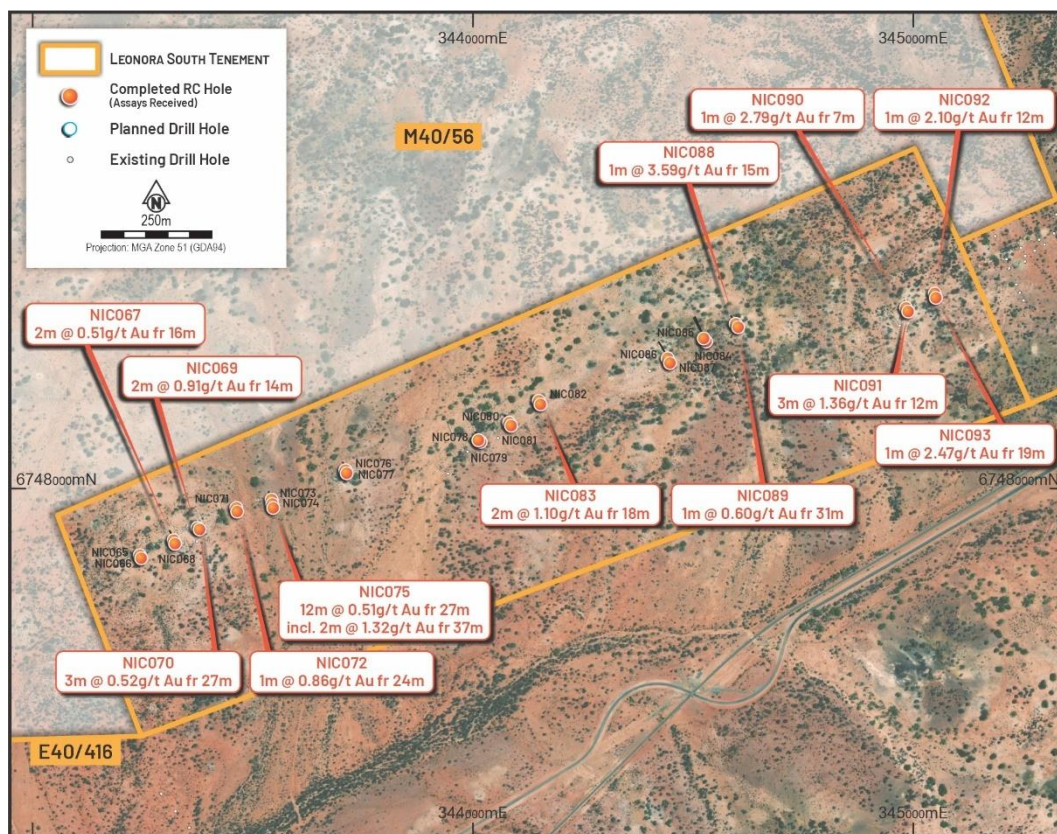 344000mE
345000mE
LEONORA SOUTH TENEMENT
Completed RC Hole
(Assays Received)
Planned Drill Hole
Existing Drill Hole
N
250m
Projection: MGA Zone 51 (GDA94)
M40/56
NIC090
1m @ 2.79g/t Au fr 7m
NIC092
1m @ 2.10g/t Au fr 12m
NIC088
1m @ 3.59g/t Au fr 15m
NIC067
2m @ 0.51g/t Au fr 16m
NIC069
2m @ 0.91g/t Au fr 14m
NIC085
NIC084
NIC086
NIC087
NIC082
NIC080
NIC081
NIC078
NIC079
NIC076
NIC077
NIC073
NIC074
NIC071
NIC068
NIC065
NIC066
NIC091
3m @ 1.36g/t Au fr 12m
NIC093
1m @ 2.47g/t Au fr 19m
6748000mN
6748000mN
NIC083
2m @ 1.10g/t Au fr 18m
NIC089
1m @ 0.60g/t Au fr 31m
NIC075
12m @ 0.51g/t Au fr 27m
incl. 2m @ 1.32g/t Au fr 37m
NIC070
3m @ 0.52g/t Au fr 27m
NIC072
1m @ 0.86g/t Au fr 24m
E40/416
344000mE
345000mE